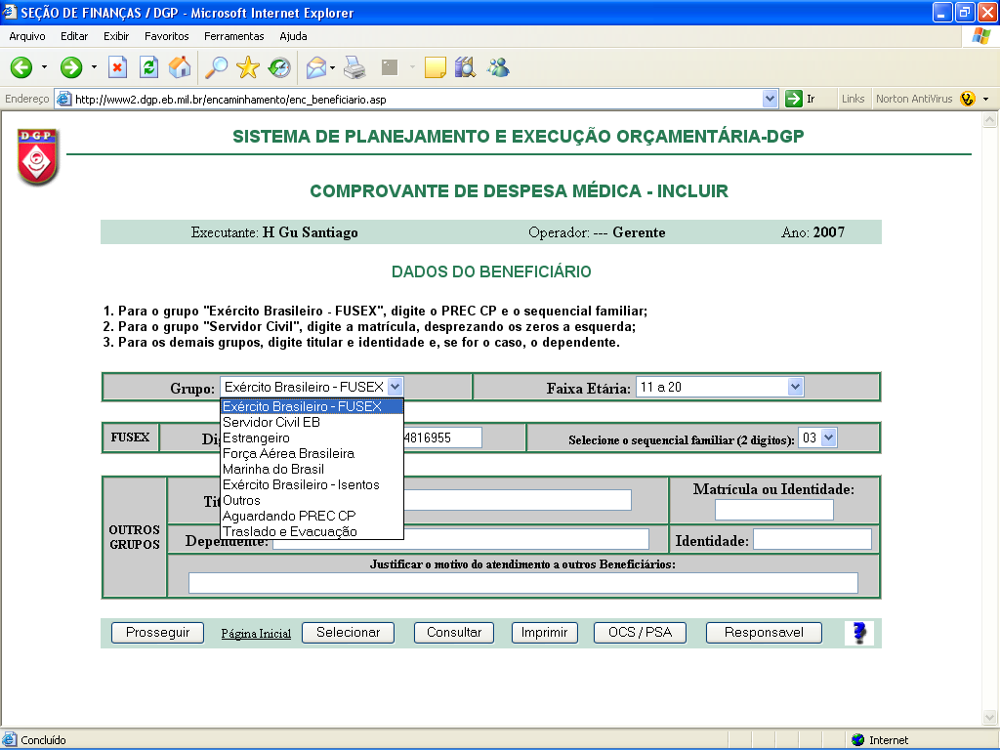 SEÇÃO DE FINANÇAS / DGP - Microsoft Internet Explorer
Arquivo Editar Exibir Favoritos Ferramentas Ajuda
Endereço http://www2.dgp.eb.mil.br/encaminhamento/enc_beneficiario.asp Ir Links Norton AntiVirus
DGP
SISTEMA DE PLANEJAMENTO E EXECUÇÃO ORÇAMENTÁRIA-DGP
COMPROVANTE DE DESPESA MÉDICA - INCLUIR
Executante: H Gu Santiago Operador: --- Gerente Ano: 2007
DADOS DO BENEFICIÁRIO
1. Para o grupo "Exército Brasileiro - FUSEX", digite o PREC CP e o sequencial familiar;
2. Para o grupo "Servidor Civil", digite a matrícula, desprezando os zeros a esquerda;
3. Para os demais grupos, digite titular e identidade e, se for o caso, o dependente.
Grupo: Exército Brasileiro - FUSEX Faixa Etária: 11 a 20
Exército Brasileiro - FUSEX
Servidor Civil EB
Estrangeiro
Força Aérea Brasileira
Marinha do Brasil
Exército Brasileiro - Isentos
Outros
Aguardando PREC CP
Traslado e Evacuação
FUSEX 4816955 Selecione o sequencial familiar (2 digitos): 03
OUTROS GRUPOS
Matrícula ou Identidade:
Dependente: Identidade:
Justificar o motivo do atendimento a outros Beneficiários:
Prosseguir Página Inicial Selecionar Consultar Imprimir OCS / PSA Responsavel ?
Concluído Internet